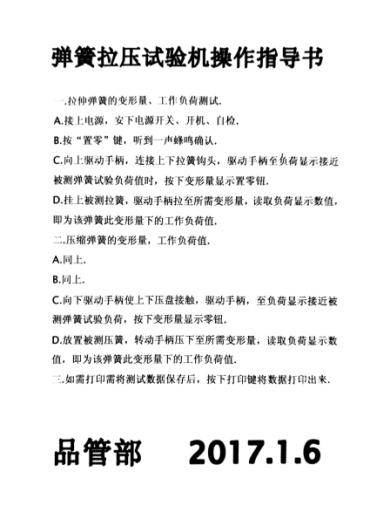 弹簧拉压试验机操作指导书
一.拉伸弹簧的变形量、工作负荷测试.
A.接上电源，安下电源开关、开机、自检.
B.按“置零”键，听到一声蜂鸣确认.
C.向上驱动手柄，连接上下拉簧钩头，驱动手柄至负荷显示接近
被测弹簧试验负荷值时，按下变形量显示置零钮.
D.挂上被测拉簧，驱动手柄拉至所需变形量，读取负荷显示数值，
即为该弹簧此变形量下的工作负荷值.
二.压缩弹簧的变形量，工作负荷值.
A.同上.
B.同上.
C.向下驱动手柄使上下压盘接触，驱动手柄，至负荷显示接近被
测弹簧试验负荷，按下变形量显示零钮.
D.放置被测压簧，转动手柄压下至所需变形量，读取负荷显示数
值，即为该弹簧此变形量下的工作负荷值.
三.如需打印需将测试数据保存后，按下打印键将数据打印出来.
品管部 2017.1.6